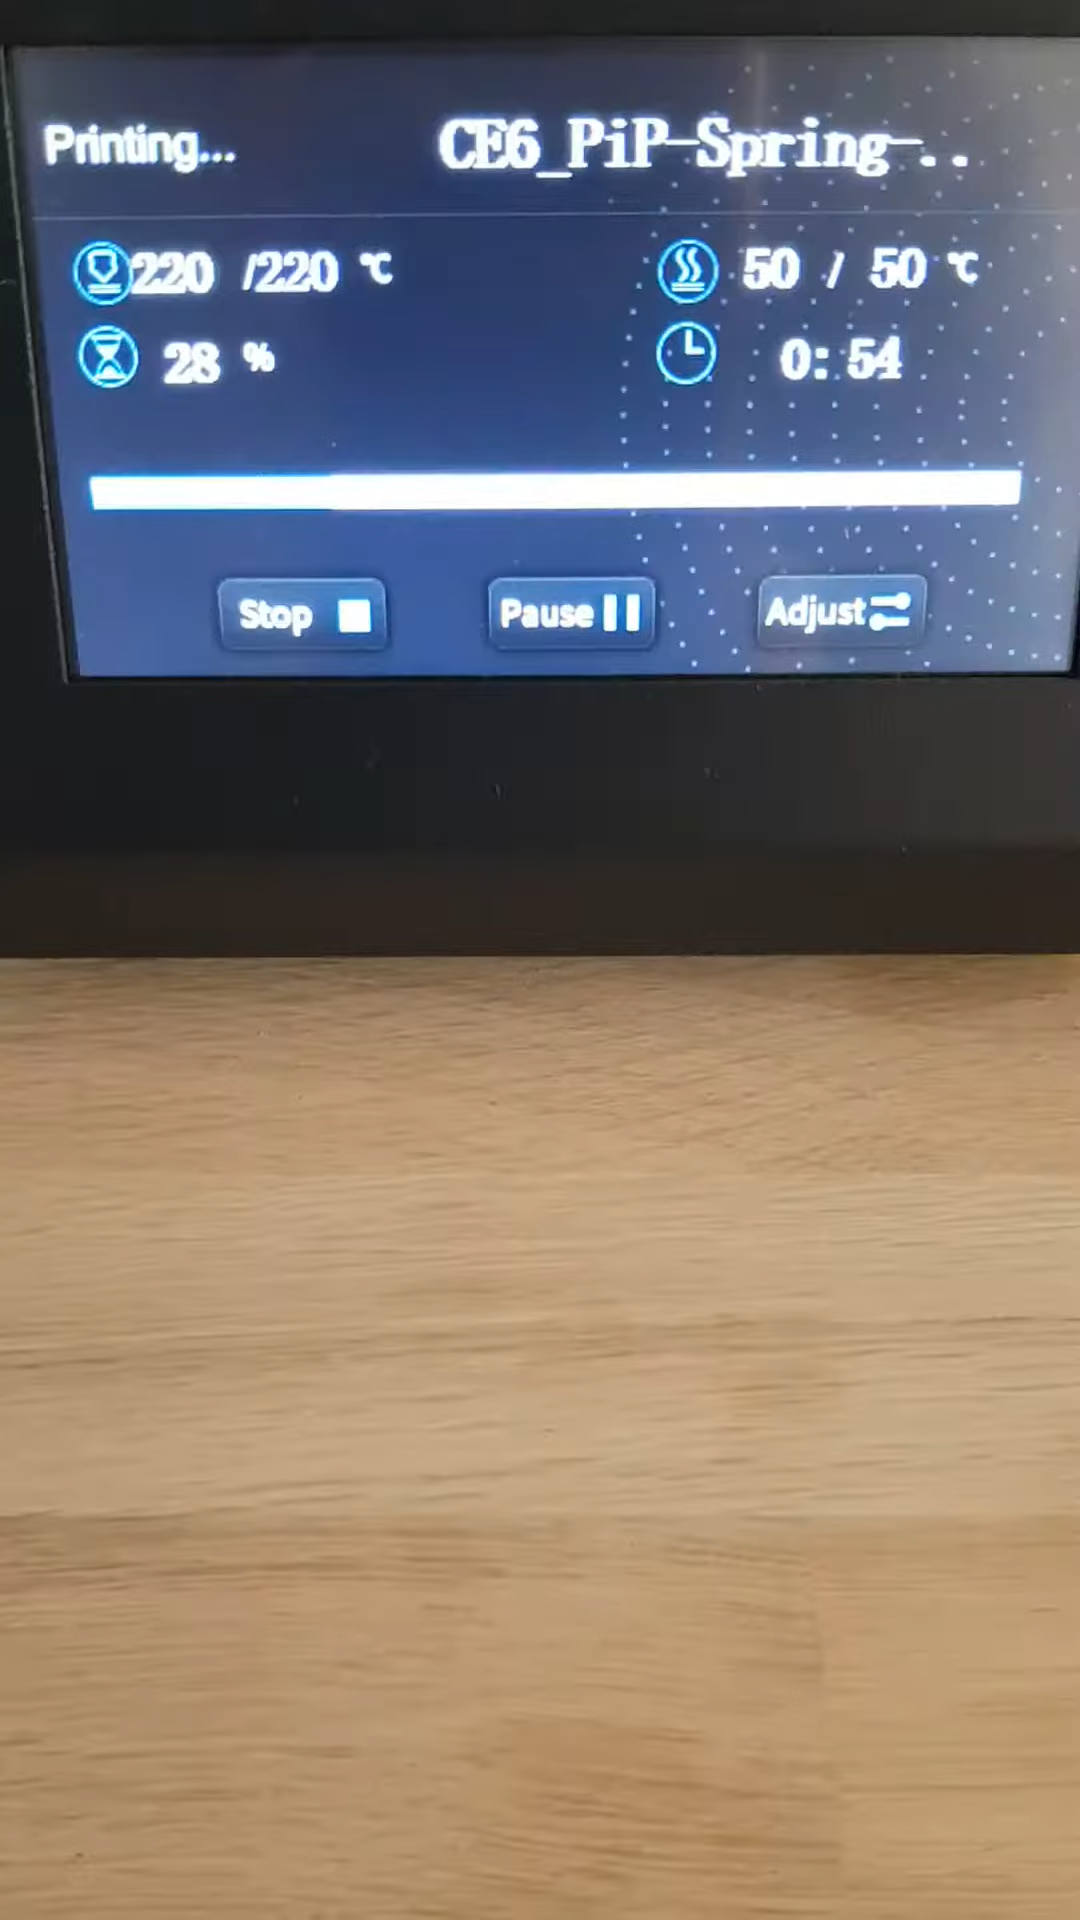 Printing... CE6_PiP-Spring-..
220 /220 ℃ 50 / 50 ℃
28 % 0:54
Stop Pause Adjust